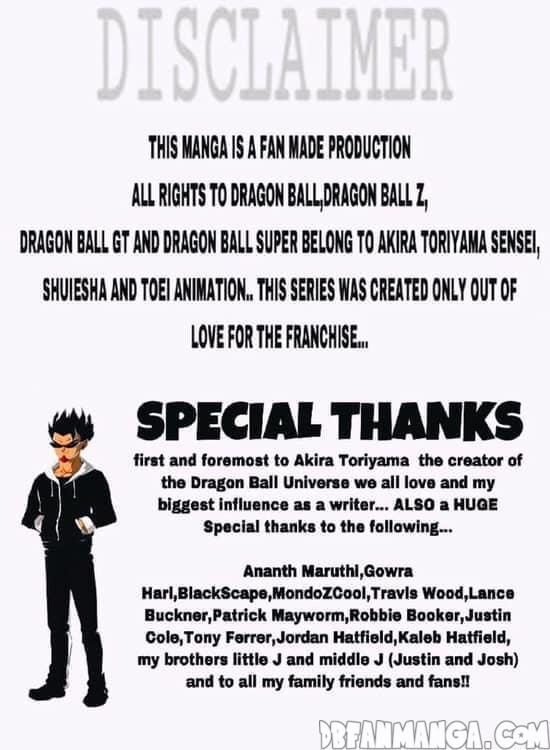 DISCLAIMER
THIS MANGA IS A FAN MADE PRODUCTION
ALL RIGHTS TO DRAGON BALL,DRAGON BALL Z,
DRAGON BALL GT AND DRAGON BALL SUPER BELONG TO AKIRA TORIYAMA SENSEI,
SHUIESHA AND TOEI ANIMATION.. THIS SERIES WAS CREATED ONLY OUT OF
LOVE FOR THE FRANCHISE...
SPECIAL THANKS
first and foremost to Akira Toriyama the creator of
the Dragon Ball Universe we all love and my
biggest influence as a writer... ALSO a HUGE
Special thanks to the following...
Ananth Maruthi,Gowra
Hari,BlackScape,MondoZCool,Travis Wood,Lance
Buckner,Patrick Mayworm,Robbie Booker,Justin
Cole,Tony Ferrer,Jordan Hatfield,Kaleb Hatfield,
my brothers little J and middle J (Justin and Josh)
and to all my family friends and fans!!
DBFANMANGA.COM